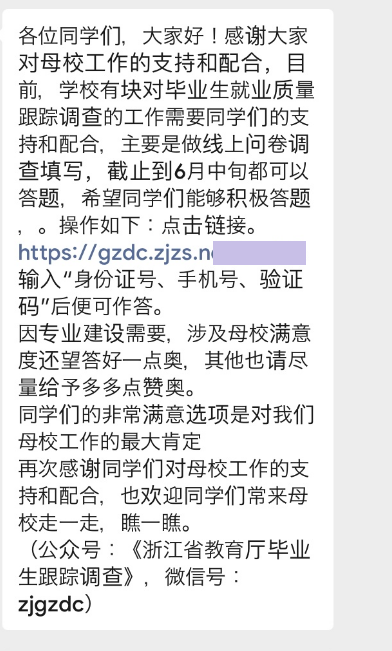 各位同学们，大家好！感谢大家
对母校工作的支持和配合，目
前，学校有块对毕业生就业质量
跟踪调查的工作需要同学们的支
持和配合，主要是做线上问卷调
查填写，截止到6月中旬都可以
答题，希望同学们能够积极答题
，。操作如下：点击链接。
https://gzdc.zjzs.n
输入“身份证号、手机号、验证
码”后便可作答。
因专业建设需要，涉及母校满意
度还望答好一点奥，其他也请尽
量给予多多点赞奥。
同学们的非常满意选项是对我们
母校工作的最大肯定
再次感谢同学们对母校工作的支
持和配合，也欢迎同学们常来母
校走一走，瞧一瞧。
（公众号：《浙江省教育厅毕业
生跟踪调查》，微信号：
zjgzdc）